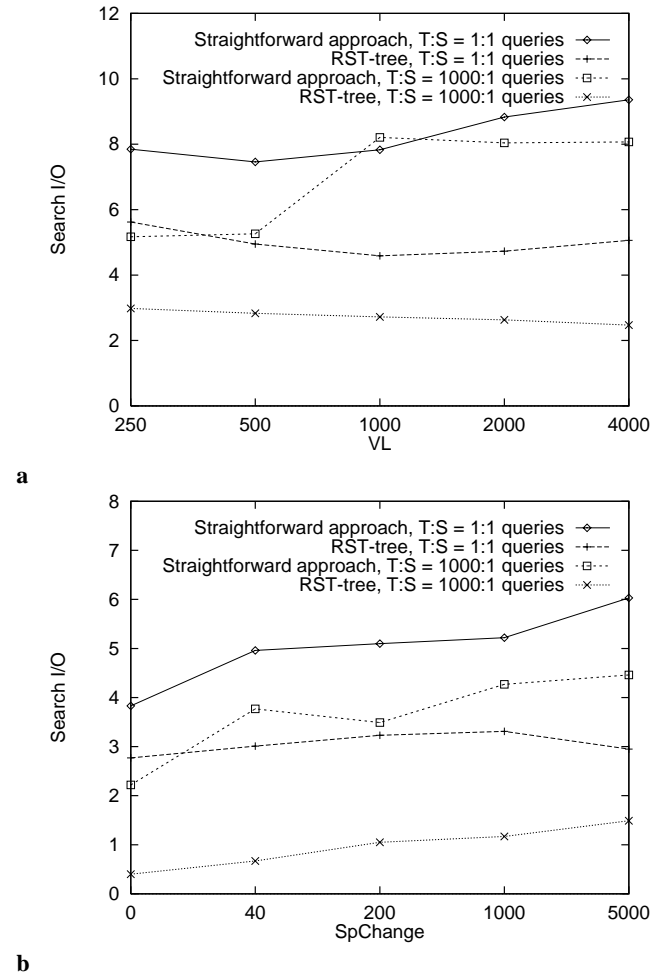 12
10
8
6
4
2
0
Search I/O
Straightforward approach, T:S = 1:1 queries
RST-tree, T:S = 1:1 queries
Straightforward approach, T:S = 1000:1 queries
RST-tree, T:S = 1000:1 queries
250 500 1000 2000 4000
VL
a
8
7
6
5
4
3
2
1
0
Search I/O
Straightforward approach, T:S = 1:1 queries
RST-tree, T:S = 1:1 queries
Straightforward approach, T:S = 1000:1 queries
RST-tree, T:S = 1000:1 queries
0 40 200 1000 5000
SpChange
b